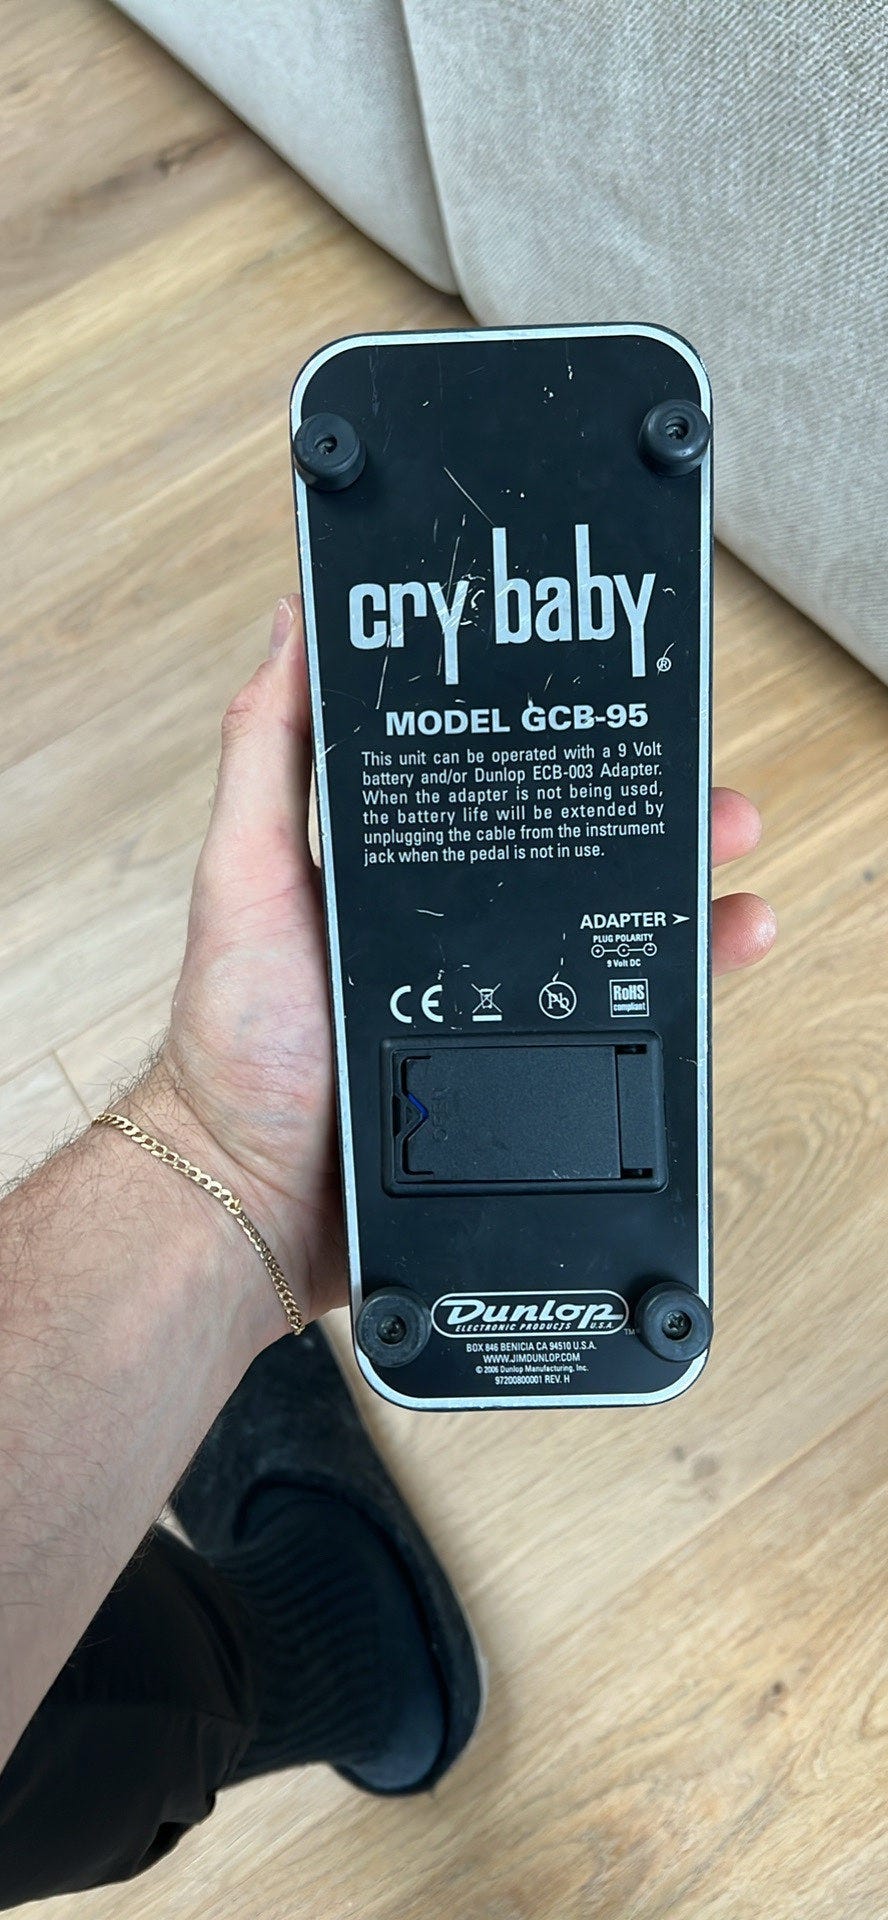 cry baby®
MODEL GCB-95
This unit can be operated with a 9 Volt
battery and/or Dunlop ECB-003 Adapter.
When the adapter is not being used,
the battery life will be extended by
unplugging the cable from the instrument
jack when the pedal is not in use.
ADAPTER
PLUG POLARITY
9 Volt DC
CE
Pb
RoHS
compliant
Dunlop
ELECTRONIC PRODUCTS U.S.A.
TM
BOX 846 BENICIA CA 94510 U.S.A.
WWW.JIMDUNLOP.COM
© 2006 Dunlop Manufacturing, Inc.
97200800001 REV. H